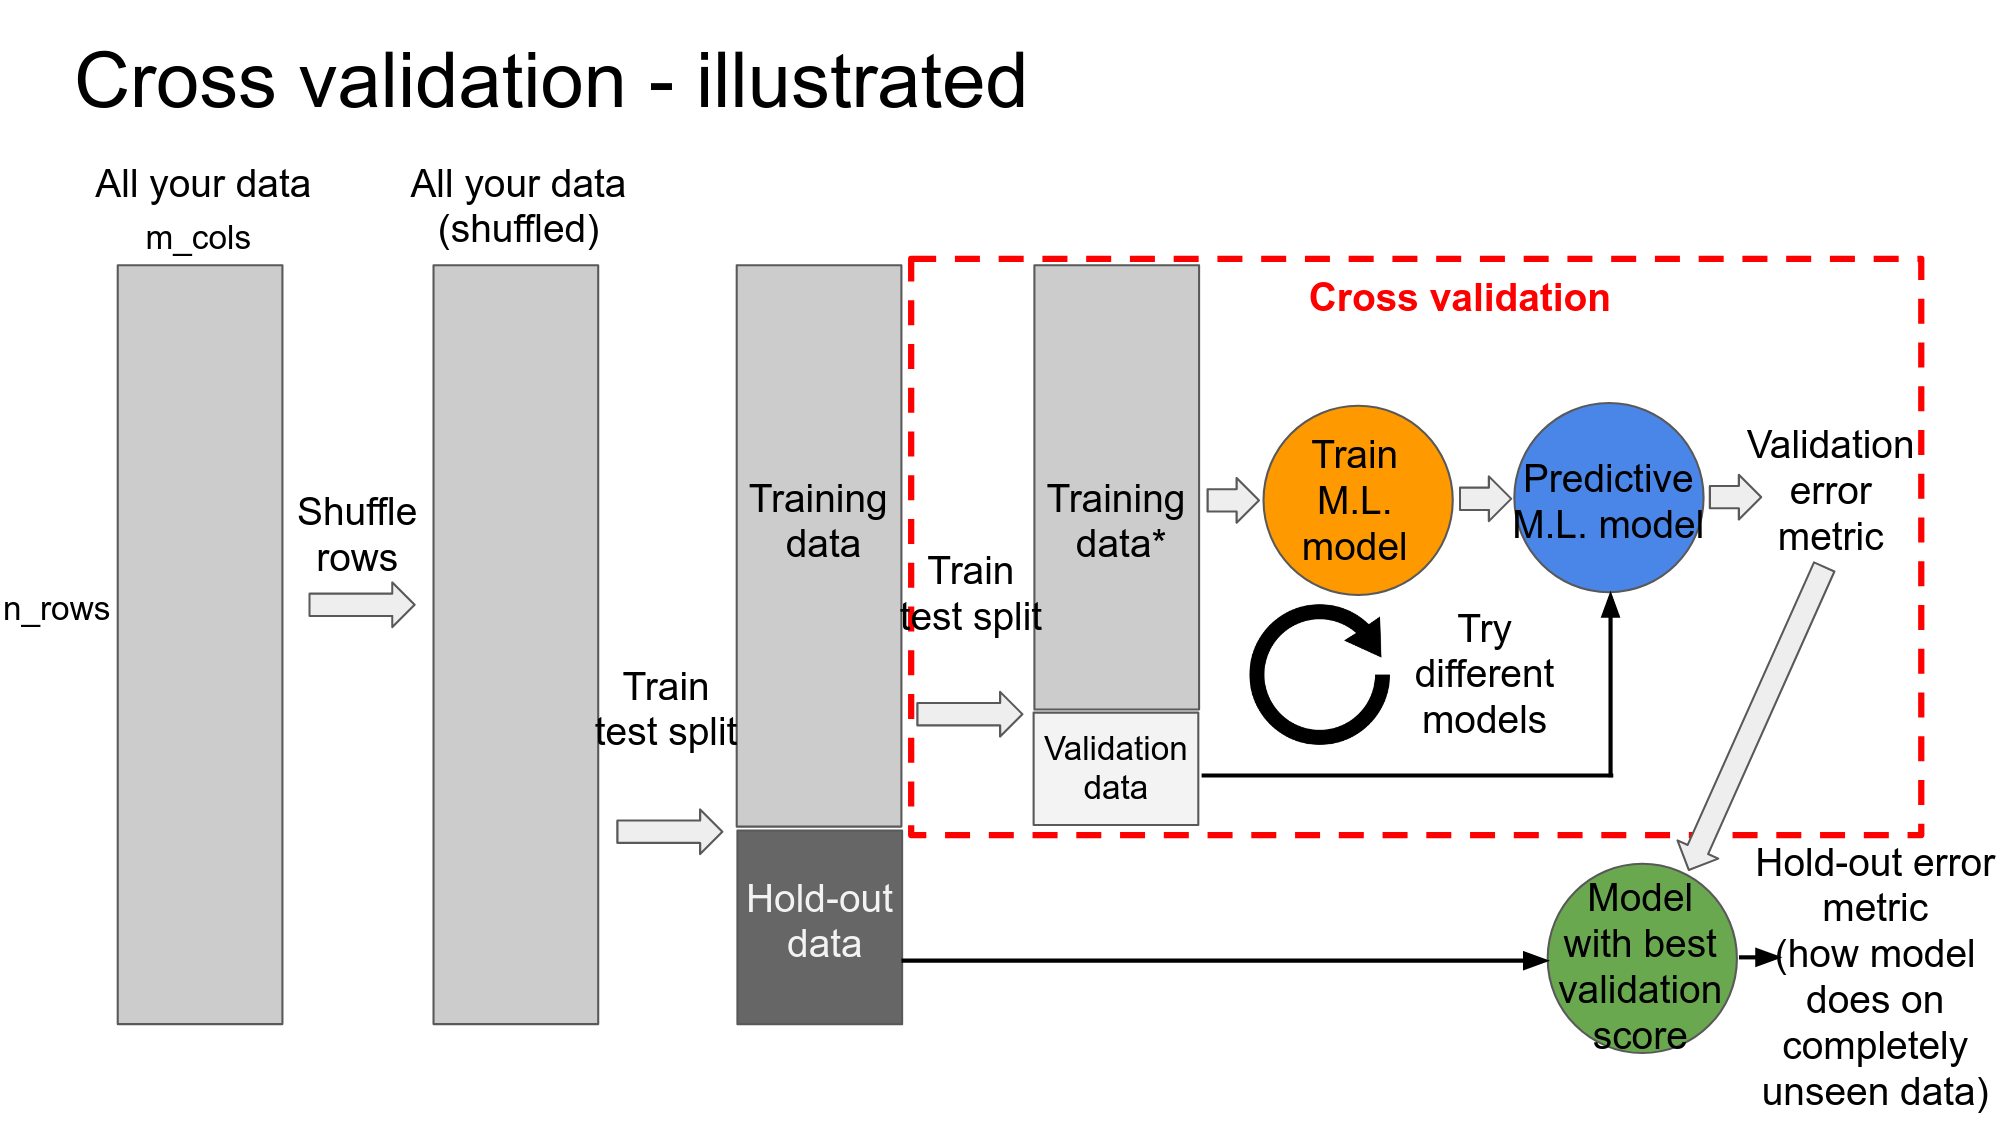 Cross validation - illustrated
All your data
m_cols
n_rows
Shuffle
rows
All your data
(shuffled)
Train
test split
Training
data
Hold-out
data
Train
test split
Cross validation
Training
data*
Validation
data
Train
M.L.
model
Predictive
M.L. model
Validation
error
metric
Try
different
models
Model
with best
validation
score
Hold-out error
metric
(how model
does on
completely
unseen data)